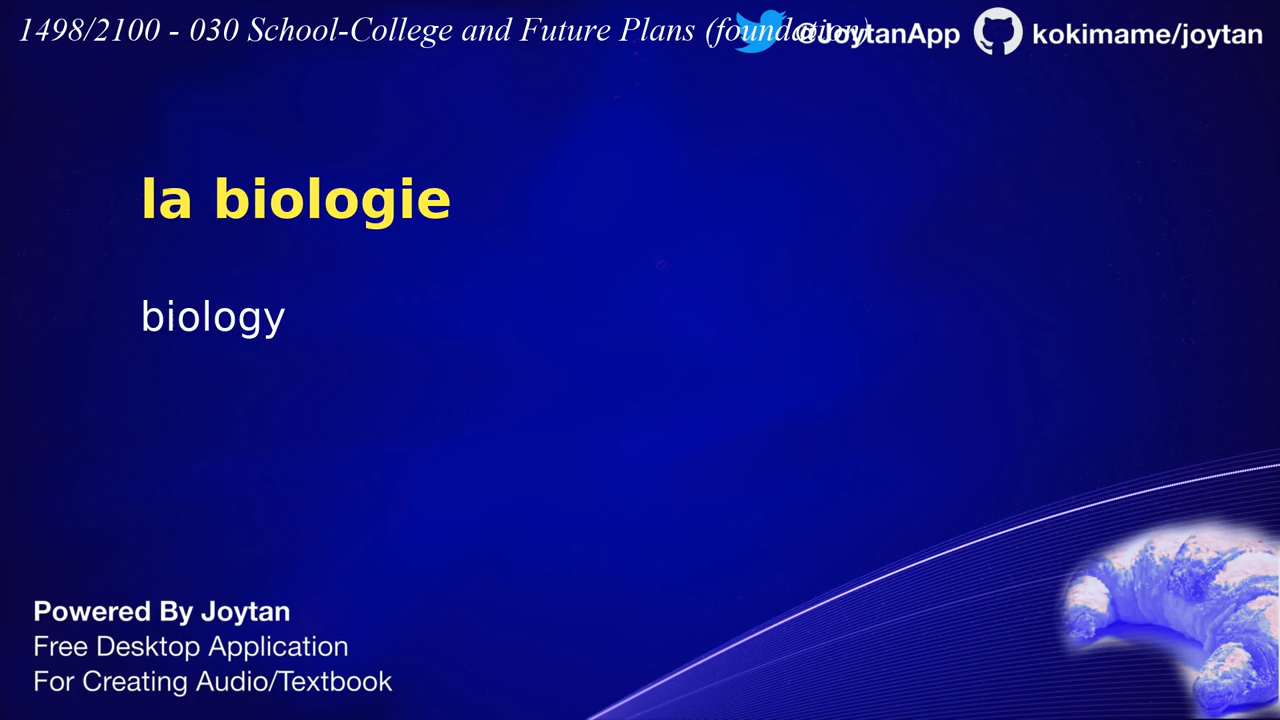 1498/2100 - 030 School-College and Future Plans (foundation)
@JoytanApp
kokimame/joytan
la biologie
biology
Powered By Joytan
Free Desktop Application
For Creating Audio/Textbook